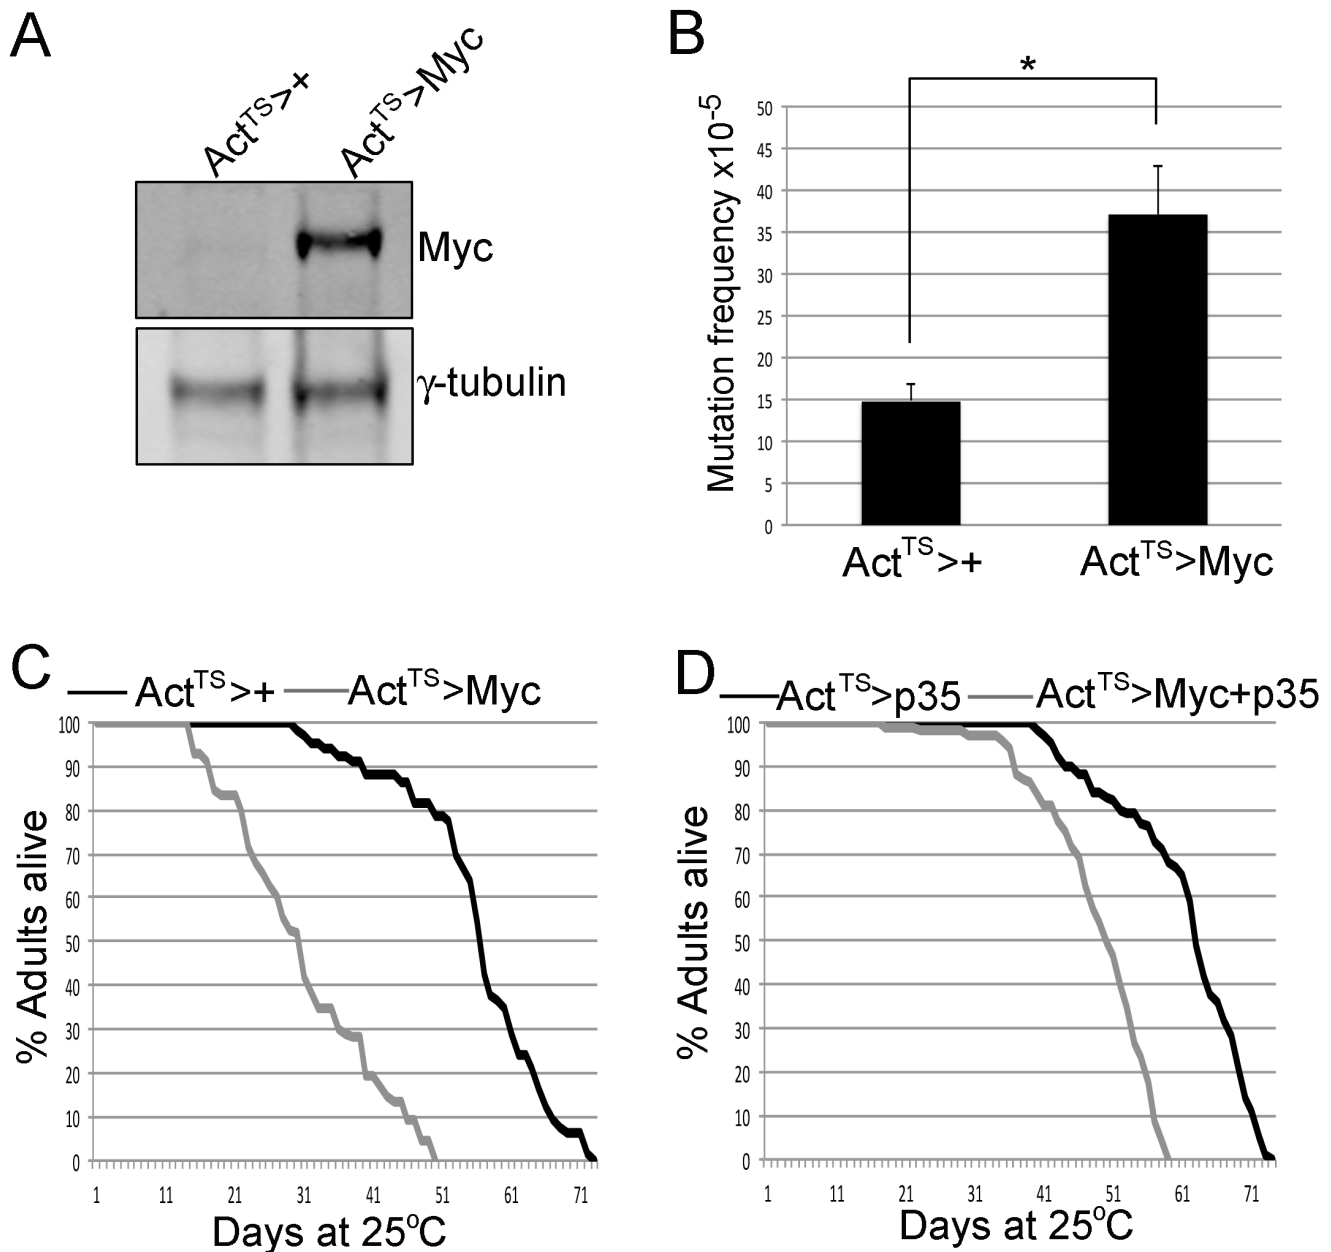 A
Act^TS>+
Act^TS>Myc
Myc
γ-tubulin
B
*
Mutation frequency x10^-5
50
45
40
35
30
25
20
15
10
5
0
Act^TS>+ Act^TS>Myc
C
Act^TS>+ Act^TS>Myc
% Adults alive
100
90
80
70
60
50
40
30
20
10
0
1 11 21 31 41 51 61 71
Days at 25°C
D
Act^TS>p35 Act^TS>Myc+p35
% Adults alive
100
90
80
70
60
50
40
30
20
10
0
1 11 21 31 41 51 61 71
Days at 25°C